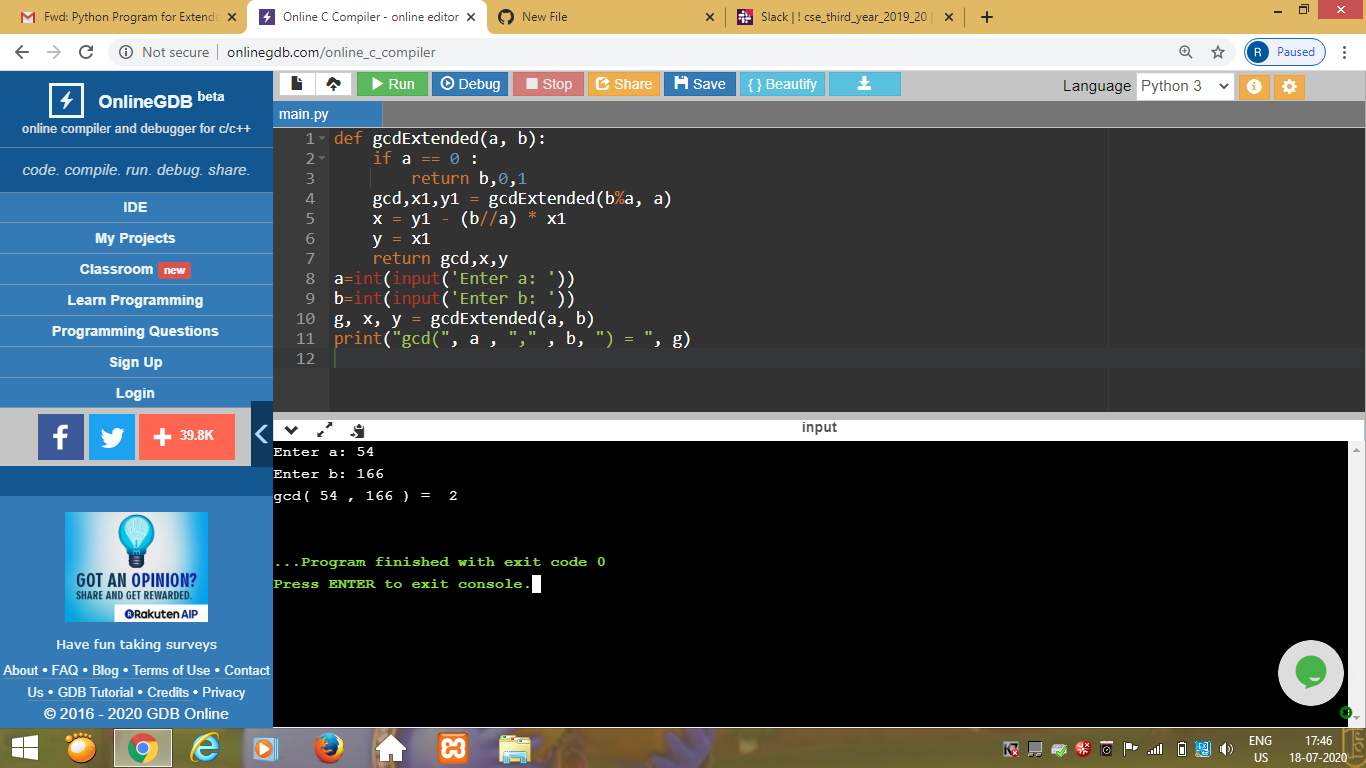 Fwd: Python Program for Extende
Online C Compiler - online editor
New File
Slack | ! cse_third_year_2019_20 |
Not secure
onlinegdb.com/online_c_compiler
R Paused
OnlineGDB beta
online compiler and debugger for c/c++
code. compile. run. debug. share.
IDE
My Projects
Classroom new
Learn Programming
Programming Questions
Sign Up
Login
39.8K
GOT AN OPINION?
SHARE AND GET REWARDED.
Rakuten AIP
Have fun taking surveys
About • FAQ • Blog • Terms of Use • Contact
Us • GDB Tutorial • Credits • Privacy
© 2016 - 2020 GDB Online
Run Debug Stop Share Save { } Beautify
Language Python 3
main.py
1 def gcdExtended(a, b):
2     if a == 0 :
3         return b,0,1
4     gcd,x1,y1 = gcdExtended(b%a, a)
5     x = y1 - (b//a) * x1
6     y = x1
7     return gcd,x,y
8 a=int(input('Enter a: '))
9 b=int(input('Enter b: '))
10 g, x, y = gcdExtended(a, b)
11 print("gcd(", a , "," , b, ") = ", g)
12
input
Enter a: 54
Enter b: 166
gcd( 54 , 166 ) =  2
...Program finished with exit code 0
Press ENTER to exit console.
ENG
US
17:46
18-07-2020